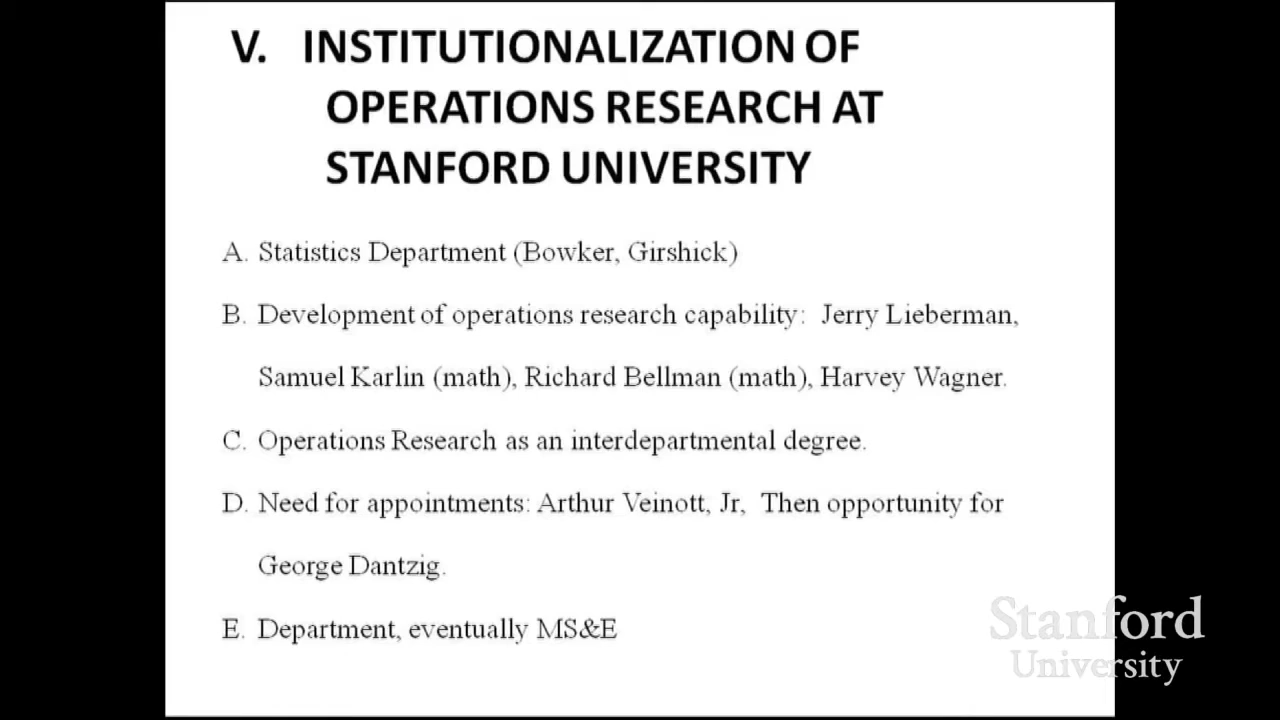 V. INSTITUTIONALIZATION OF
OPERATIONS RESEARCH AT
STANFORD UNIVERSITY
A. Statistics Department (Bowker, Girshick)
B. Development of operations research capability: Jerry Lieberman,
Samuel Karlin (math), Richard Bellman (math), Harvey Wagner.
C. Operations Research as an interdepartmental degree.
D. Need for appointments: Arthur Veinott, Jr, Then opportunity for
George Dantzig.
E. Department, eventually MS&E
Stanford
University